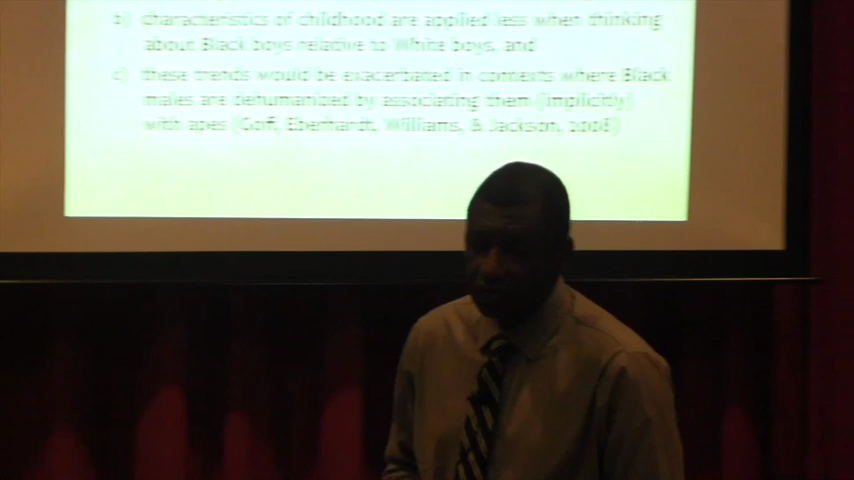 b) characteristics of childhood are applied less when thinking
about Black boys relative to White boys, and
c) these trends would be exacerbated in contexts where Black
males are dehumanized by associating them (implicitly)
with apes (Goff, Eberhardt, Williams, & Jackson, 2008)